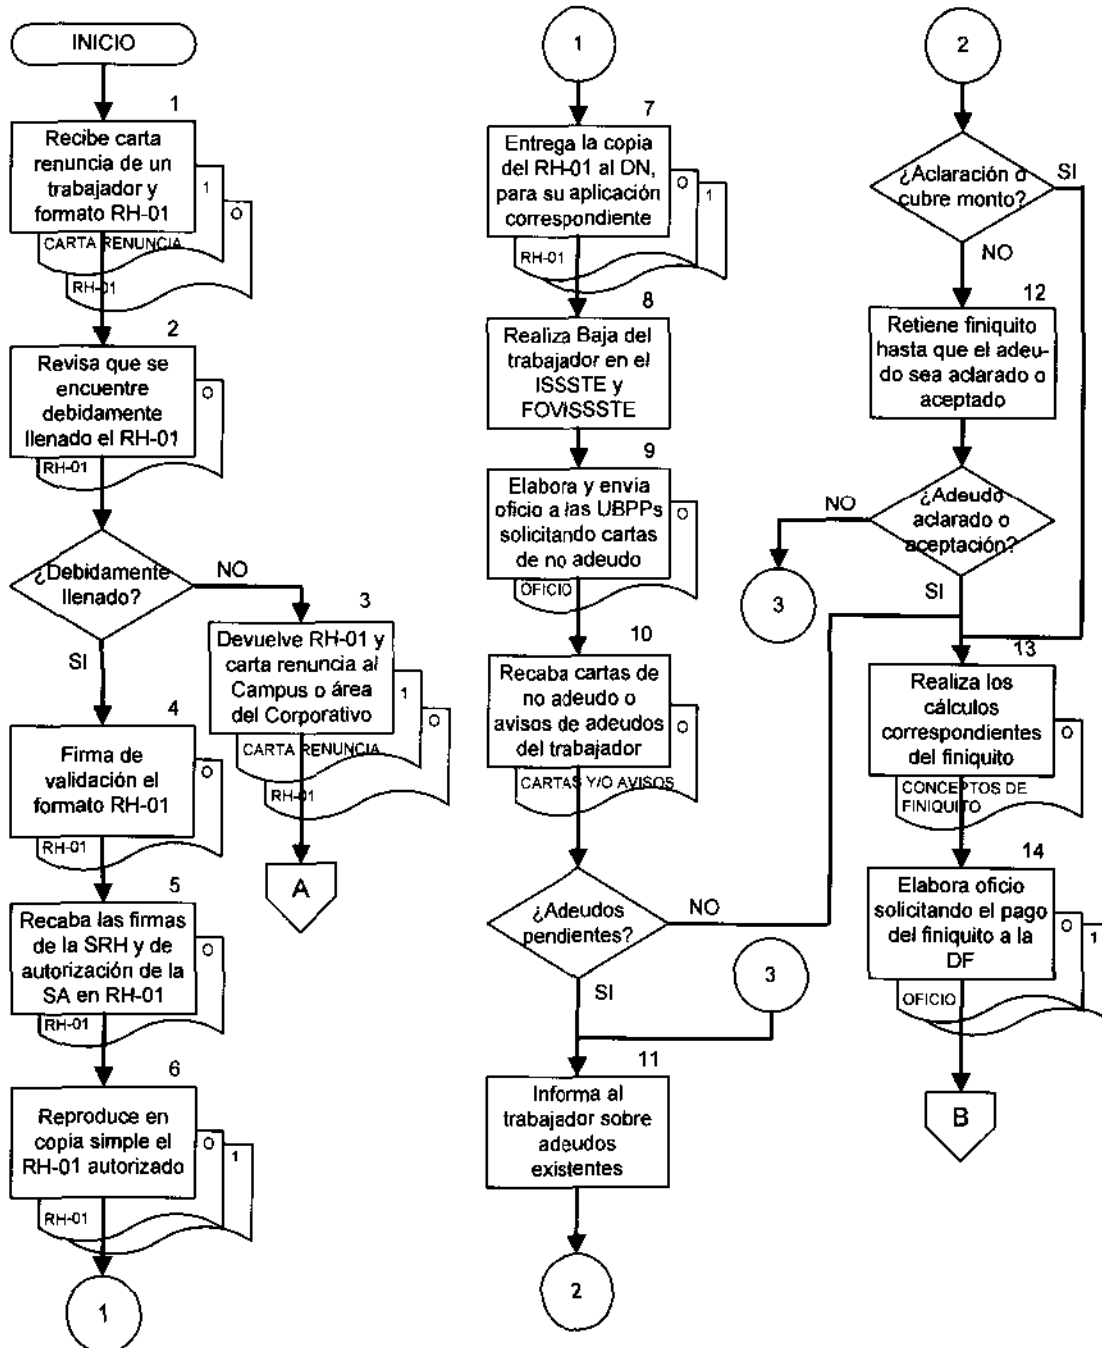 INICIO
1
Recibe carta
renuncia de un
trabajador y
formato RH-01
1
O
CARTA RENUNCIA
RH-01
2
Revisa que se
encuentre
debidamente
llenado el RH-01
O
RH-01
¿Debidamente
llenado?
NO
SI
3
Devuelve RH-01 y
carta renuncia al
Campus o área
del Corporativo
1
O
CARTA RENUNCIA
RH-01
A
4
Firma de
validación el
formato RH-01
O
RH-01
5
Recaba las firmas
de la SRH y de
autorización de la
SA en RH-01
O
RH-01
6
Reproduce en
copia simple el
RH-01 autorizado
O
1
RH-01
1
1
7
Entrega la copia
del RH-01 al DN,
para su aplicación
correspondiente
O
1
RH-01
8
Realiza Baja del
trabajador en el
ISSSTE y
FOVISSSTE
9
Elabora y envia
oficio a las UBPPs
solicitando cartas
de no adeudo
O
OFICIO
10
Recaba cartas de
no adeudo o
avisos de adeudos
del trabajador
O
CARTAS Y/O AVISOS
¿Adeudos
pendientes?
NO
SI
3
11
Informa al
trabajador sobre
adeudos
existentes
2
2
¿Aclaración o
cubre monto?
SI
NO
12
Retiene finiquito
hasta que el adeu-
do sea aclarado o
aceptado
¿Adeudo
aclarado o
aceptación?
NO
3
SI
13
Realiza los
cálculos
correspondientes
del finiquito
O
CONCEPTOS DE
FINIQUITO
14
Elabora oficio
solicitando el pago
del finiquito a la
DF
O
1
OFICIO
B